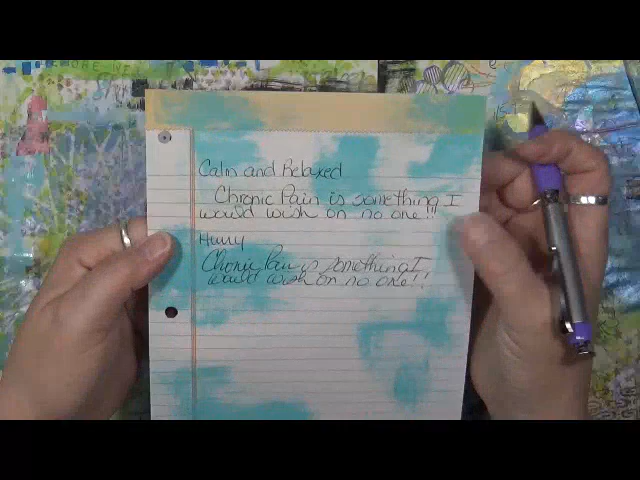 Calm and Relaxed
Chronic Pain is something I
would wish on no one!!!
Hurry
Chronic Pain is something I
would wish on no one!!